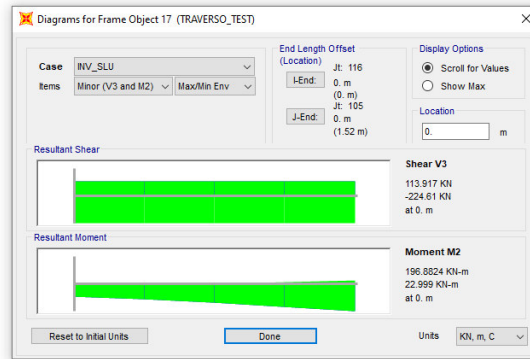 Diagrams for Frame Object 17 (TRAVERSO_TEST)
Case INV_SLU
Items Minor (V3 and M2) Max/Min Env
End Length Offset
(Location)
I-End:
Jt: 116
0. m
(0. m)
J-End:
Jt: 105
0. m
(1.52 m)
Display Options
Scroll for Values
Show Max
Location
0. m
Resultant Shear
Shear V3
113.917 KN
-224.61 KN
at 0. m
Resultant Moment
Moment M2
196.8824 KN-m
22.999 KN-m
at 0. m
Reset to Initial Units
Done
Units KN, m, C